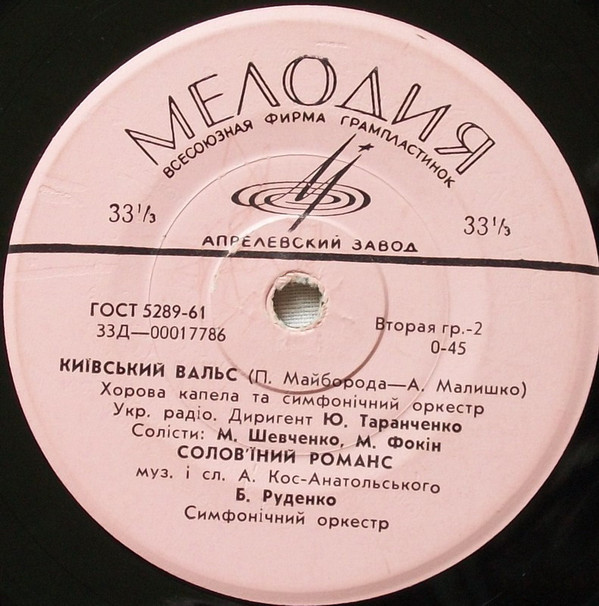 МЕЛОДИЯ
ВСЕСОЮЗНАЯ ФИРМА ГРАМПЛАСТИНОК
33⅓ 33⅓
АПРЕЛЕВСКИЙ ЗАВОД
ГОСТ 5289-61
33Д—00017786
Вторая гр.-2
0-45
КИЇВСЬКИЙ ВАЛЬС (П. Майборода—А. Малишко)
Хорова капела та симфонічний оркестр
Укр. радіо. Диригент Ю. Таранченко
Солісти: М. Шевченко, М. Фокін
СОЛОВ'ЇНИЙ РОМАНС
муз. і сл. А. Кос-Анатольського
Б. Руденко
Симфонічний оркестр